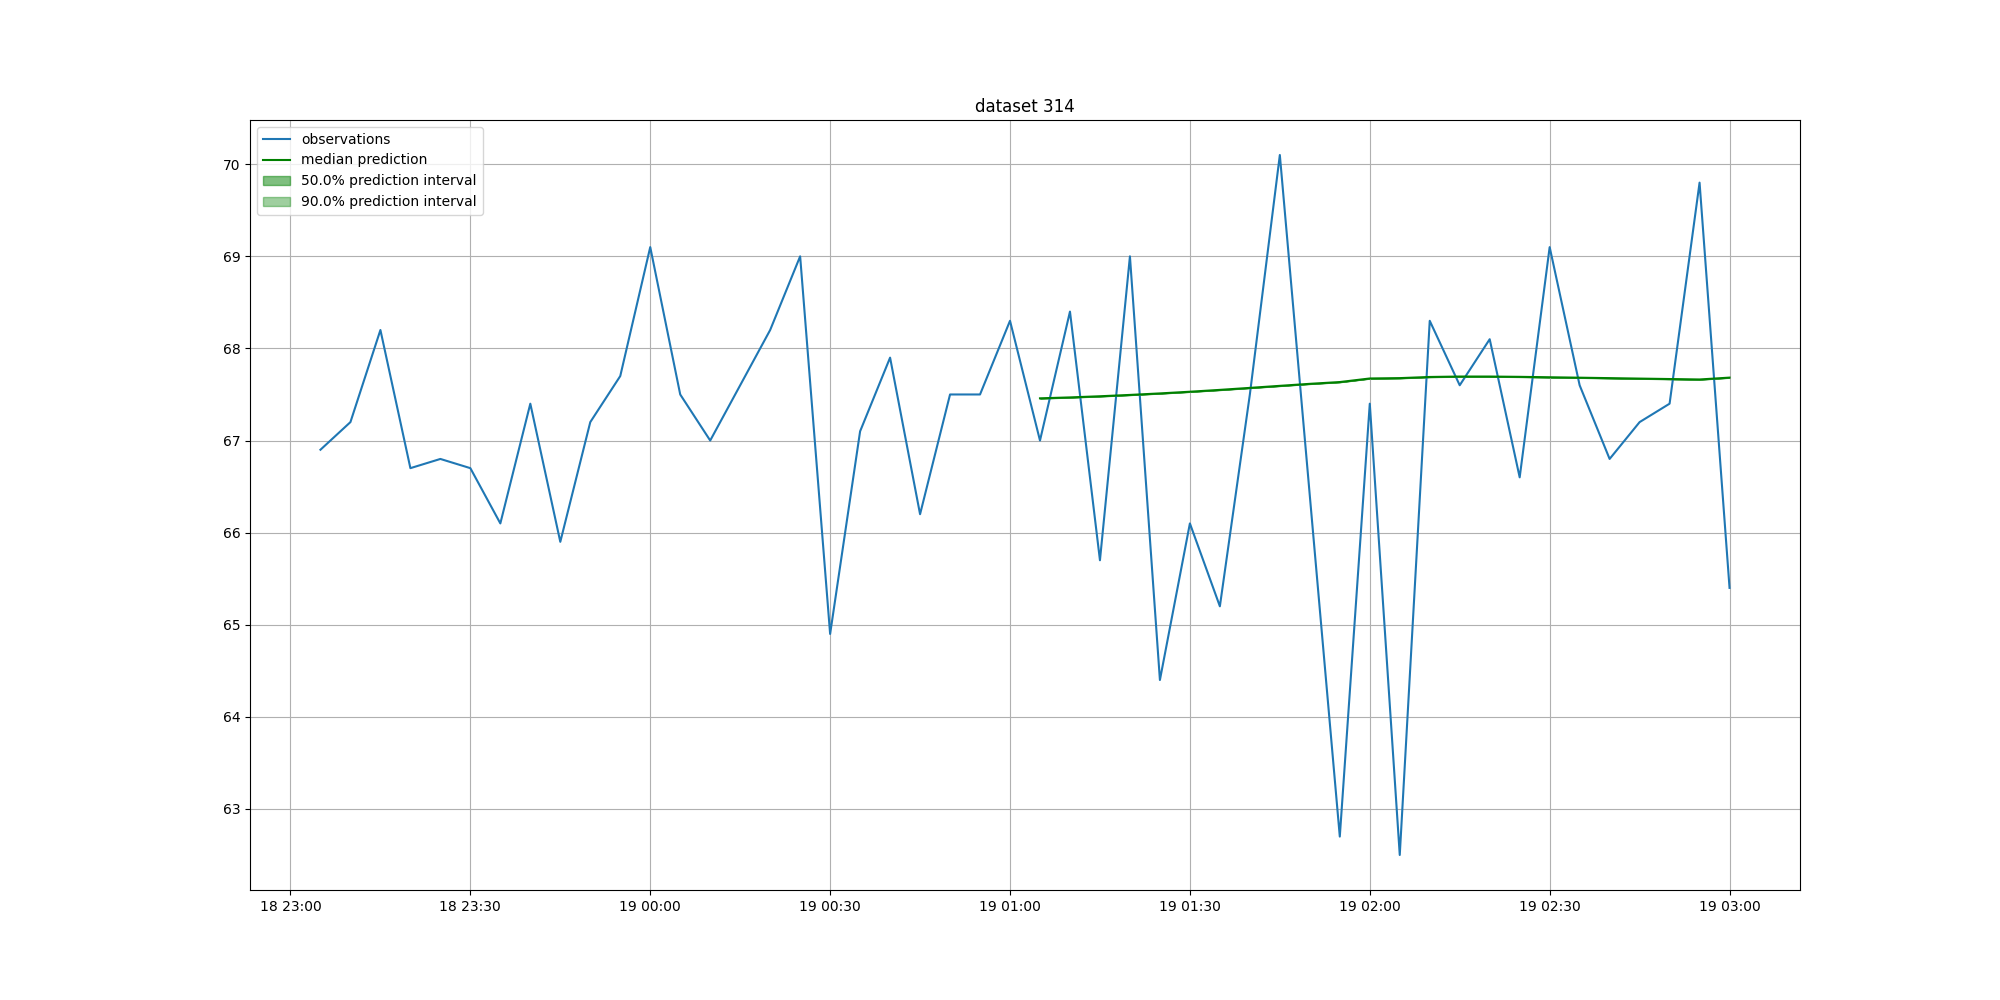 dataset 314
observations
median prediction
50.0% prediction interval
90.0% prediction interval
70
69
68
67
66
65
64
63
18 23:00 18 23:30 19 00:00 19 00:30 19 01:00 19 01:30 19 02:00 19 02:30 19 03:00